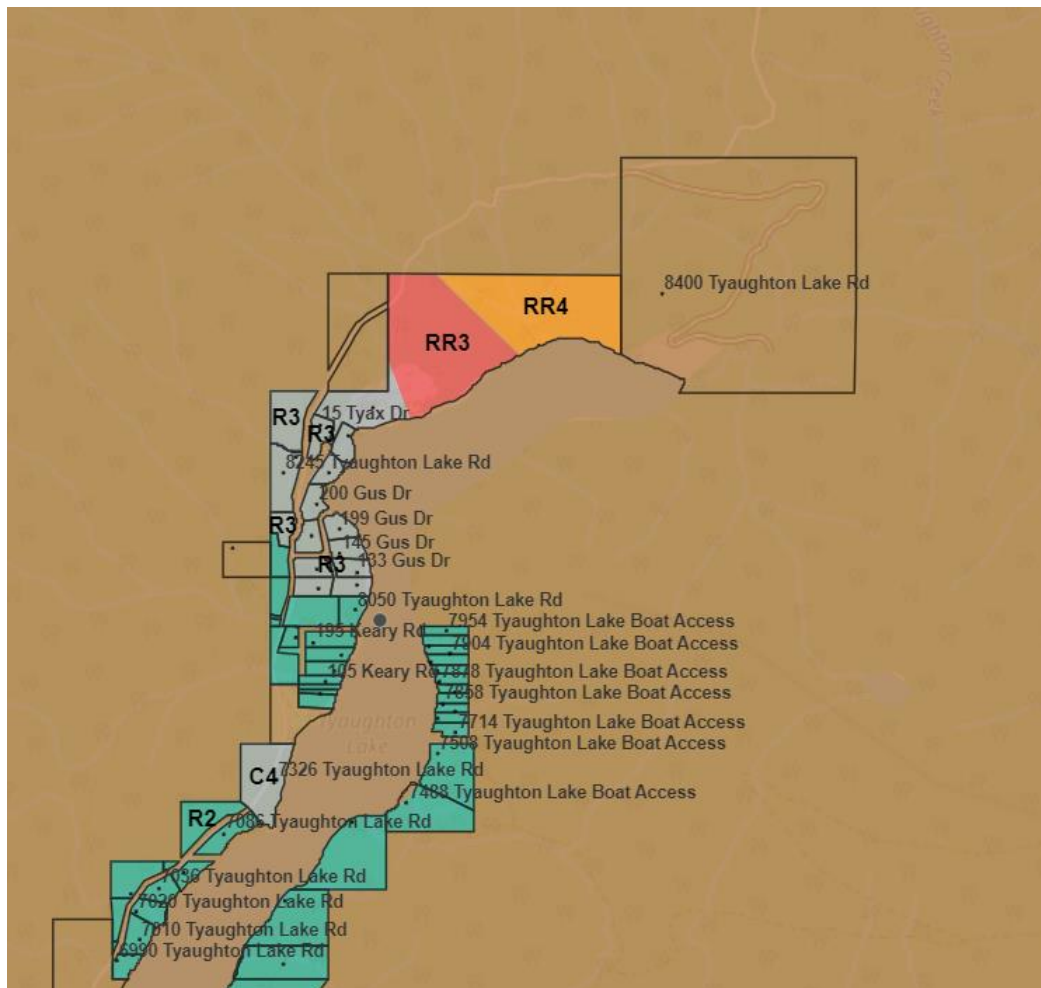 ughton Creek
8400 Tyaughton Lake Rd
RR4
RR3
15 Tyax Dr
R3
R3
8245 Tyaughton Lake Rd
200 Gus Dr
199 Gus Dr
R3
145 Gus Dr
133 Gus Dr
R3
8050 Tyaughton Lake Rd
7954 Tyaughton Lake Boat Access
195 Keary Rd
7904 Tyaughton Lake Boat Access
105 Keary Rd
7878 Tyaughton Lake Boat Access
7858 Tyaughton Lake Boat Access
7714 Tyaughton Lake Boat Access
Tyaughton
Lake
7508 Tyaughton Lake Boat Access
7326 Tyaughton Lake Rd
C4
7488 Tyaughton Lake Boat Access
R2
7086 Tyaughton Lake Rd
7036 Tyaughton Lake Rd
7020 Tyaughton Lake Rd
7010 Tyaughton Lake Rd
6990 Tyaughton Lake Rd